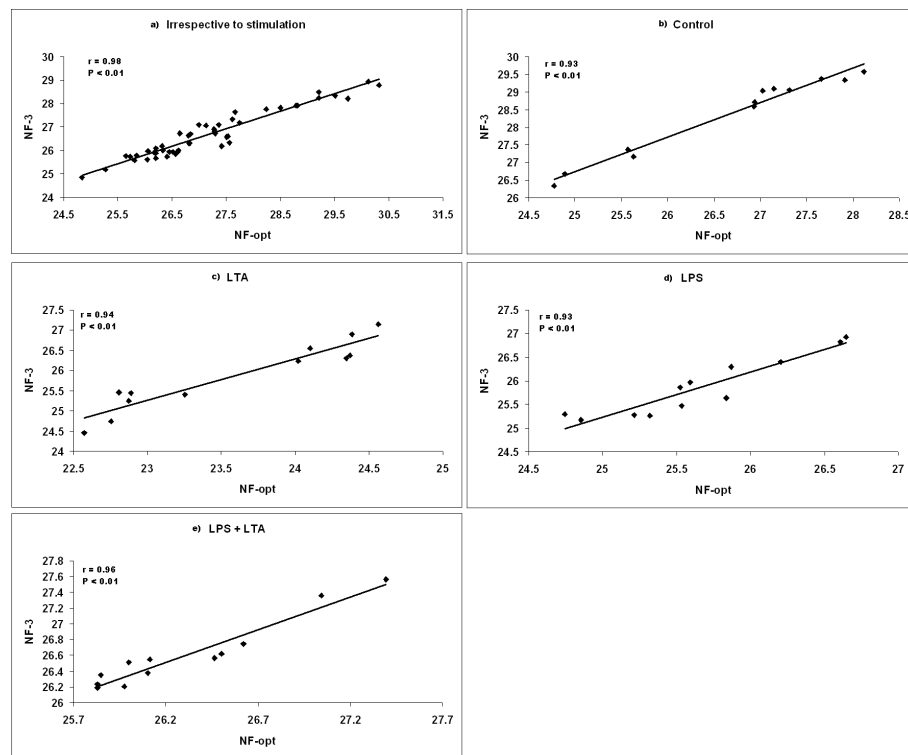 a) Irrespective to stimulation
r = 0.98
P < 0.01
NF-3
30
29
28
27
26
25
24
24.5 25.5 26.5 27.5 28.5 29.5 30.5 31.5
NF-opt
b) Control
r = 0.93
P < 0.01
NF-3
30
29.5
29
28.5
28
27.5
27
26.5
26
24.5 25 25.5 26 26.5 27 27.5 28 28.5
NF-opt
c) LTA
r = 0.94
P < 0.01
NF-3
27.5
27
26.5
26
25.5
25
24.5
24
22.5 23 23.5 24 24.5 25
NF-opt
d) LPS
r = 0.93
P < 0.01
NF-3
27.5
27
26.5
26
25.5
25
24.5
24.5 25 25.5 26 26.5 27
NF-opt
e) LPS + LTA
r = 0.96
P < 0.01
NF-3
27.8
27.6
27.4
27.2
27
26.8
26.6
26.4
26.2
26
25.7 26.2 26.7 27.2 27.7
NF-opt